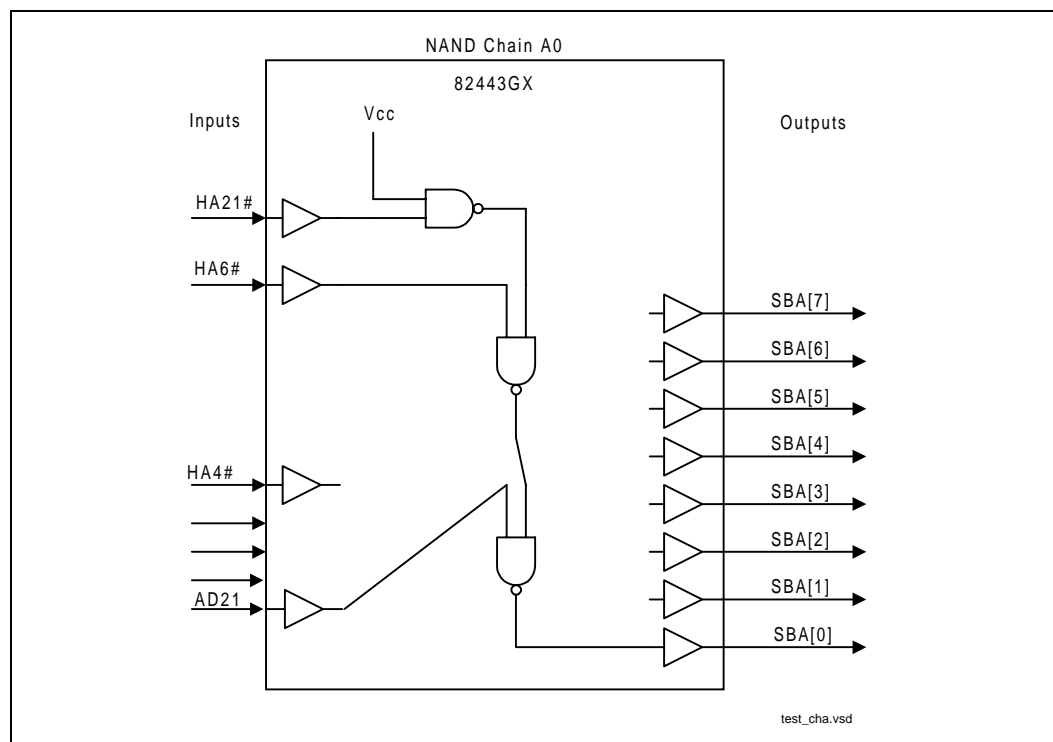 NAND Chain A0
82443GX
Inputs
Vcc
Outputs
HA21#
HA6#
SBA[7]
SBA[6]
SBA[5]
SBA[4]
HA4#
SBA[3]
SBA[2]
SBA[1]
AD21
SBA[0]
test_cha.vsd